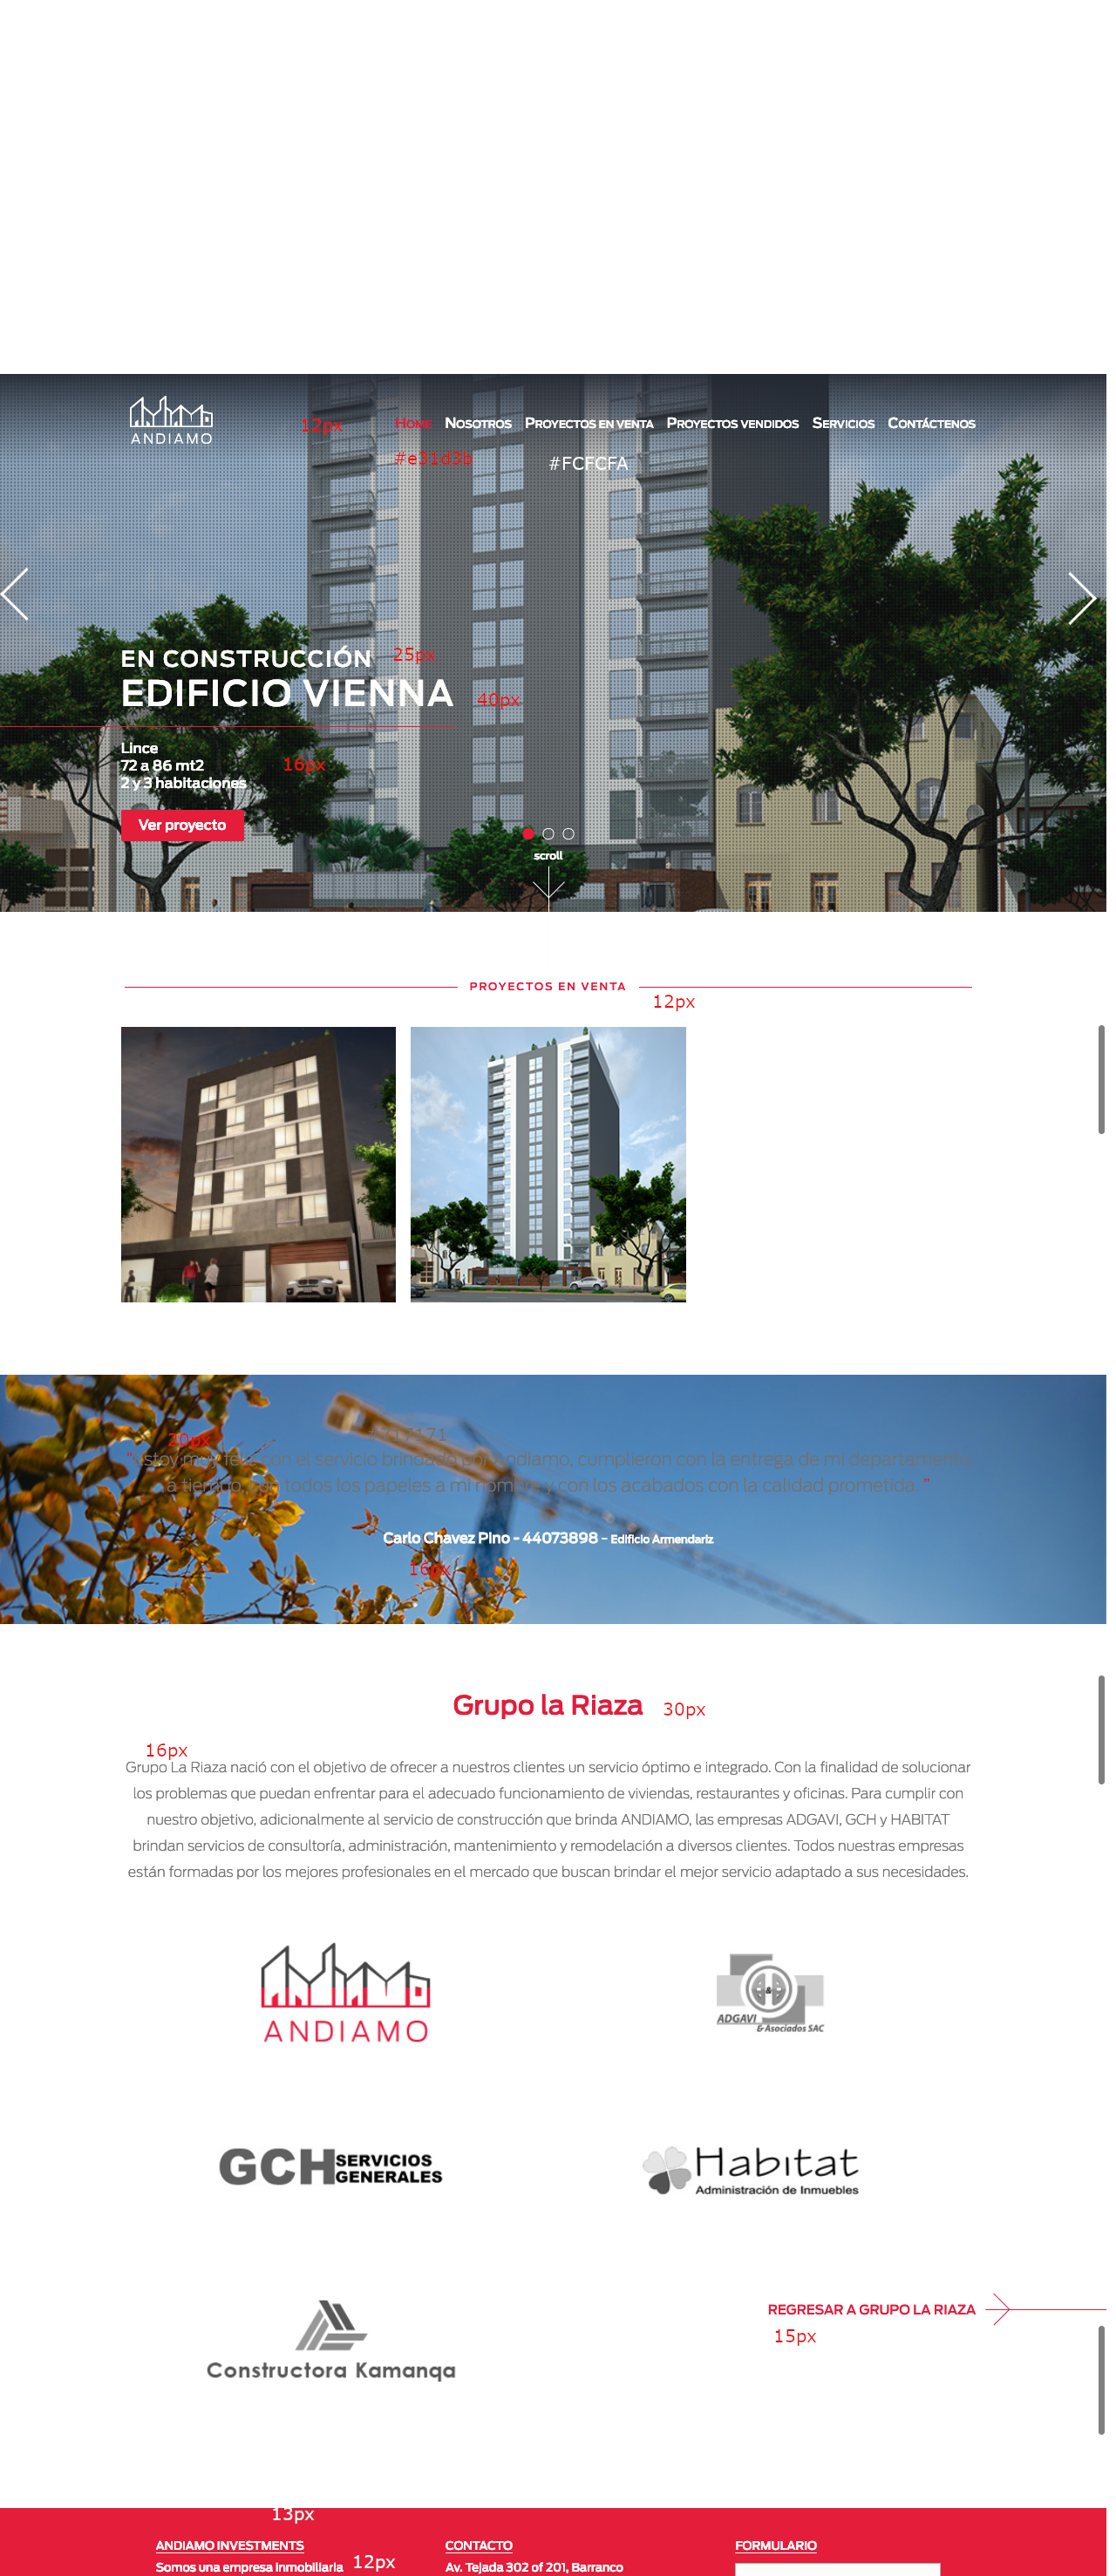 ANDIAMO
12px
Home Nosotros Proyectos en venta Proyectos vendidos Servicios Contáctenos
#e31d3b
#FCFCFA
EN CONSTRUCCIÓN 25px
EDIFICIO VIENNA 40px
Lince
72 a 86 mt2 16px
2 y 3 habitaciones
Ver proyecto
scroll
PROYECTOS EN VENTA
12px
20px
“Estoy muy feliz con el servicio brindado por Andiamo, cumplieron con la entrega de mi departamento
a tiempo, con todos los papeles a mi nombre y con los acabados con la calidad prometida. ”
Carlo Chavez Pino - 44073898 - Edificio Armendariz
16px
Grupo la Riaza 30px
16px
Grupo La Riaza nació con el objetivo de ofrecer a nuestros clientes un servicio óptimo e integrado. Con la finalidad de solucionar
los problemas que puedan enfrentar para el adecuado funcionamiento de viviendas, restaurantes y oficinas. Para cumplir con
nuestro objetivo, adicionalmente al servicio de construcción que brinda ANDIAMO, las empresas ADGAVI, GCH y HABITAT
brindan servicios de consultoría, administración, mantenimiento y remodelación a diversos clientes. Todos nuestras empresas
están formadas por los mejores profesionales en el mercado que buscan brindar el mejor servicio adaptado a sus necesidades.
ANDIAMO
&
ADGAVI
& Asociados SAC
GCH SERVICIOS
GENERALES
Habitat
Administración de Inmuebles
REGRESAR A GRUPO LA RIAZA
15px
Constructora Kamanqa
13px
ANDIAMO INVESTMENTS
Somos una empresa inmobiliaria 12px
CONTACTO
Av. Tejada 302 of 201, Barranco
FORMULARIO